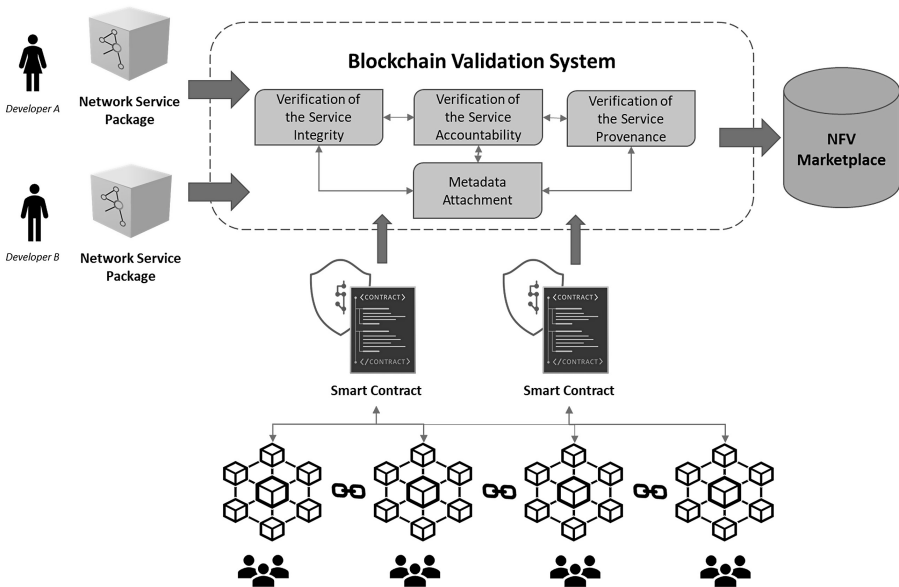 Developer A
Network Service
Package
Developer B
Network Service
Package
Blockchain Validation System
Verification of
the Service
Integrity
Verification of
the Service
Accountability
Verification of
the Service
Provenance
Metadata
Attachment
NFV
Marketplace
<CONTRACT>
</CONTRACT>
Smart Contract
<CONTRACT>
</CONTRACT>
Smart Contract